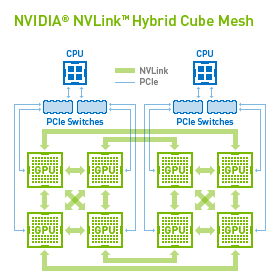 NVIDIA® NVLink™ Hybrid Cube Mesh
CPU
CPU
NVLink
PCIe
PCIe Switches
PCIe Switches
GPU
GPU
GPU
GPU
GPU
GPU
GPU
GPU